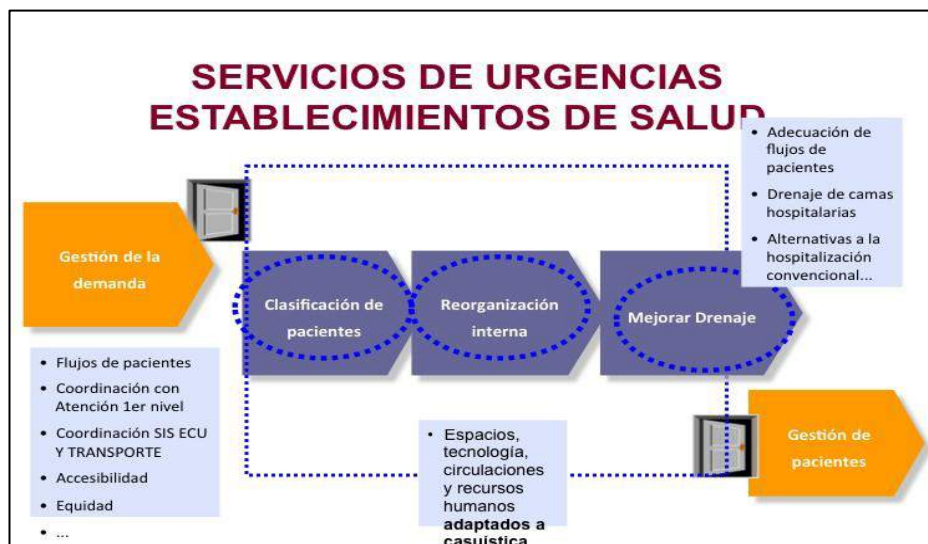 SERVICIOS DE URGENCIAS
ESTABLECIMIENTOS DE SALUD
• Adecuación de
flujos de
pacientes
• Drenaje de camas
hospitalarias
• Alternativas a la
hospitalización
convencional...
Gestión de la
demanda
Clasificación de
pacientes
Reorganización
interna
Mejorar Drenaje
• Flujos de pacientes
• Coordinación con
Atención 1er nivel
• Coordinación SIS ECU
Y TRANSPORTE
• Accesibilidad
• Equidad
• ...
• Espacios,
tecnología,
circulaciones
y recursos
humanos
adaptados a
casuística
Gestión de
pacientes